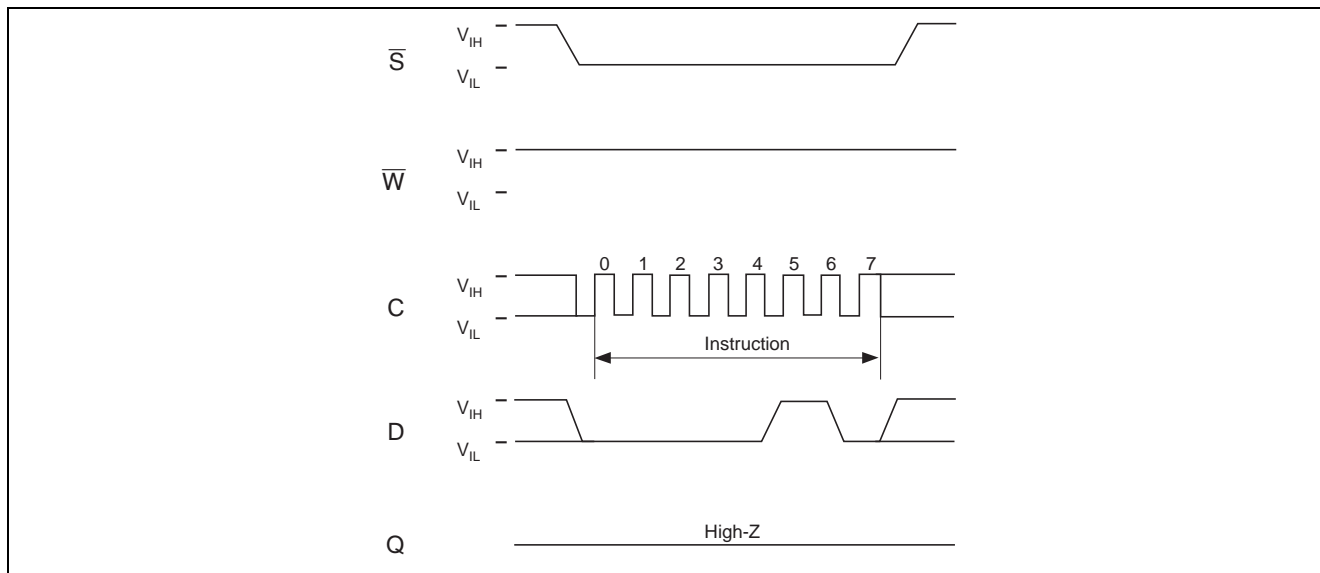 V_IH
S̅
V_IL
V_IH
W̅
V_IL
0 1 2 3 4 5 6 7
V_IH
C
V_IL
Instruction
V_IH
D
V_IL
High-Z
Q